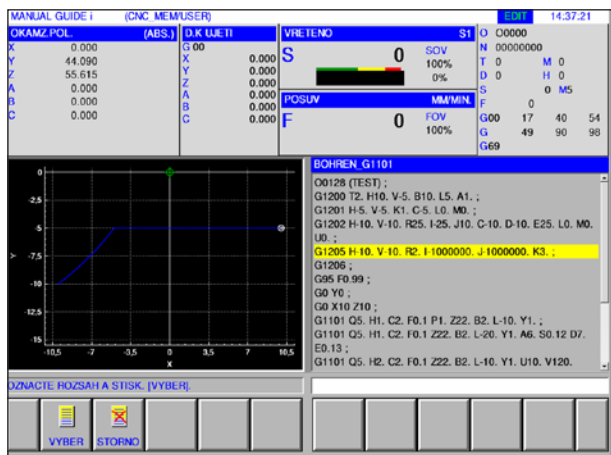 MANUAL GUIDE i (CNC_MEM/USER) EDIT 14:37.21
OKAMZ.POL. (ABS.)
X 0.000
Y 44.090
Z 55.615
A 0.000
B 0.000
C 0.000
D.K UJETI
G 00
X 0.000
Y 0.000
Z 0.000
A 0.000
B 0.000
C 0.000
VRETENO S1
S 0 SOV
100%
0%
POSUV MM/MIN.
F 0 FOV
100%
O O0000
N 00000000
T 0 M 0
D 0 H 0
S 0 M5
F 0
G00 17 40 54
G 49 90 98
G69
0
-2,5
-5
-7,5
-10
-12,5
-15
Y
-10,5 -7 -3,5 0 3,5 7 10,5
X
BOHREN_G1101
O0128 (TEST) ;
G1200 T2. H10. V-5. B10. L5. A1. ;
G1201 H-5. V-5. K1. C-5. L0. M0. ;
G1202 H-10. V-10. R25. I-25. J10. C-10. D-10. E25. L0. M0.
U0. ;
G1205 H-10. V-10. R2. I-1000000. J-1000000. K3. ;
G1206 ;
G95 F0.99 ;
G0 Y0 ;
G0 X10 Z10 ;
G1101 Q5. H1. C2. F0.1 P1. Z22. B2. L-10. Y1. ;
G1101 Q5. H1. C2. F0.1 Z22. B2. L-20. Y1. A6. S0.12 D7.
E0.13 ;
G1101 Q5. H2. C2. F0.1 Z22. B2. L-10. Y1. U10. V120.
OZNACTE ROZSAH A STISK. [VYBER].
VYBER STORNO